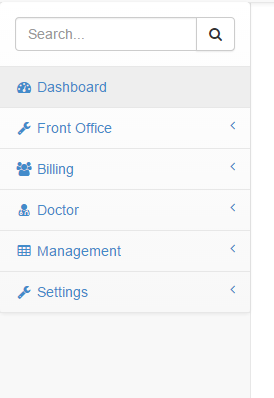 Search...
Dashboard
Front Office
Billing
Doctor
Management
Settings